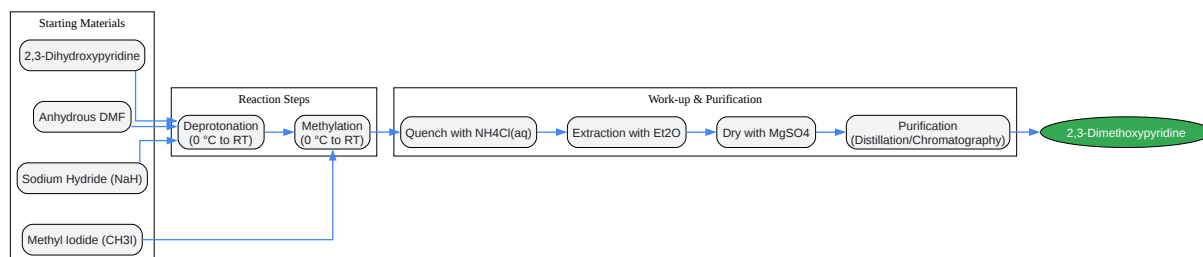 Starting Materials
2,3-Dihydroxypyridine
Anhydrous DMF
Sodium Hydride (NaH)
Methyl Iodide (CH3I)
Reaction Steps
Deprotonation
(0 °C to RT)
Methylation
(0 °C to RT)
Work-up & Purification
Quench with NH4Cl(aq)
Extraction with Et2O
Dry with MgSO4
Purification
(Distillation/Chromatography)
2,3-Dimethoxypyridine